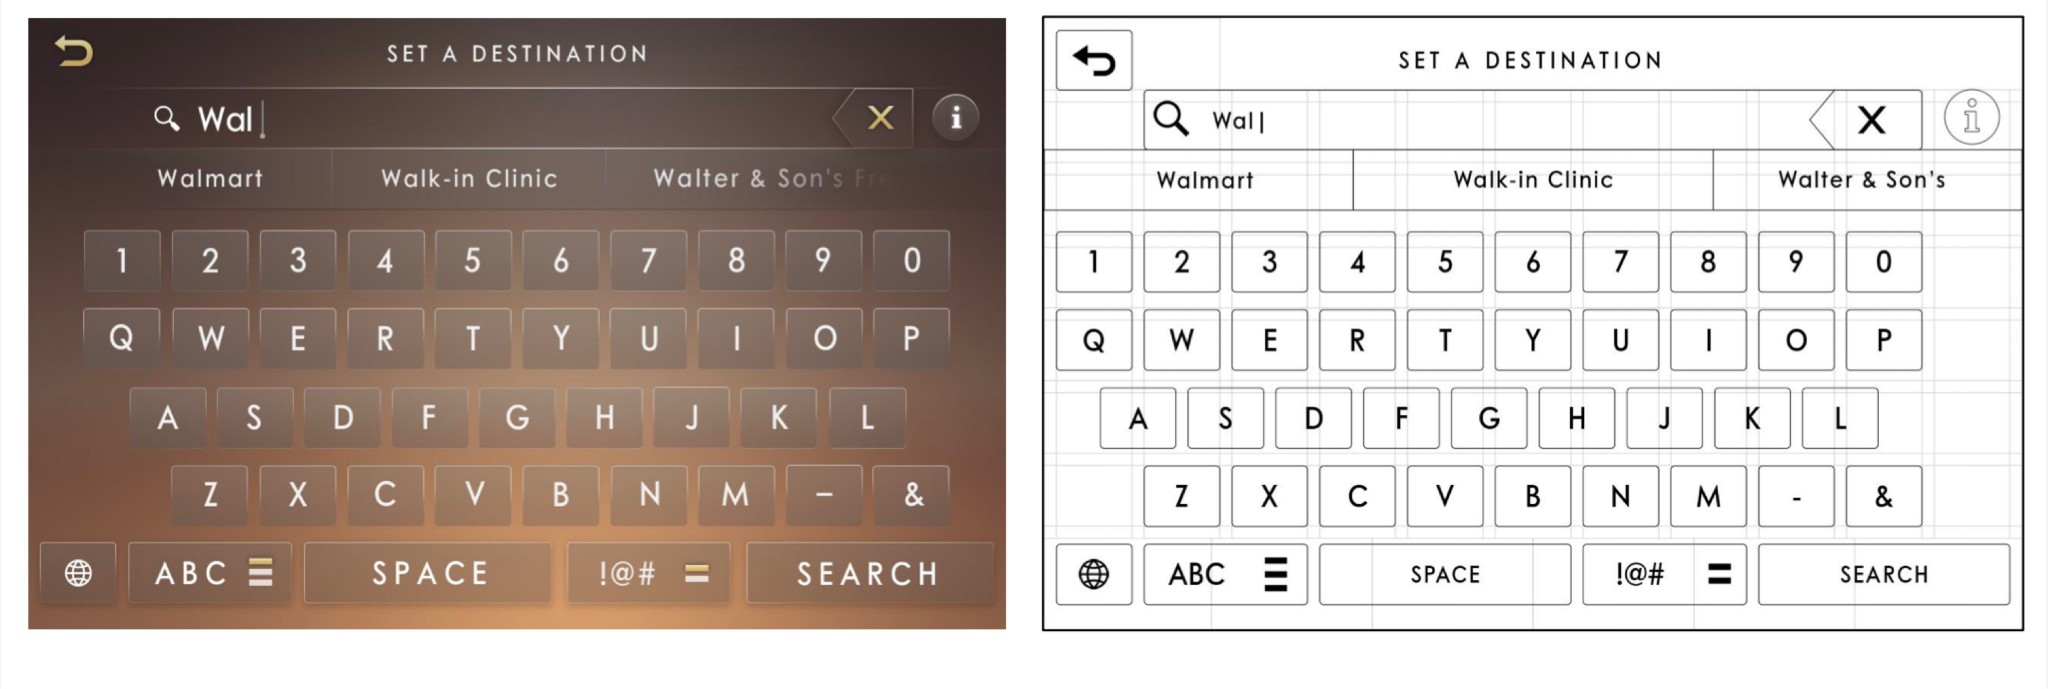 SET A DESTINATION
Wal
X
i
Walmart Walk-in Clinic Walter & Son's Fre
1 2 3 4 5 6 7 8 9 0
Q W E R T Y U I O P
A S D F G H J K L
Z X C V B N M – &
ABC SPACE !@# SEARCH
SET A DESTINATION
Wal
X
i
Walmart Walk-in Clinic Walter & Son's
1 2 3 4 5 6 7 8 9 0
Q W E R T Y U I O P
A S D F G H J K L
Z X C V B N M - &
ABC SPACE !@# SEARCH